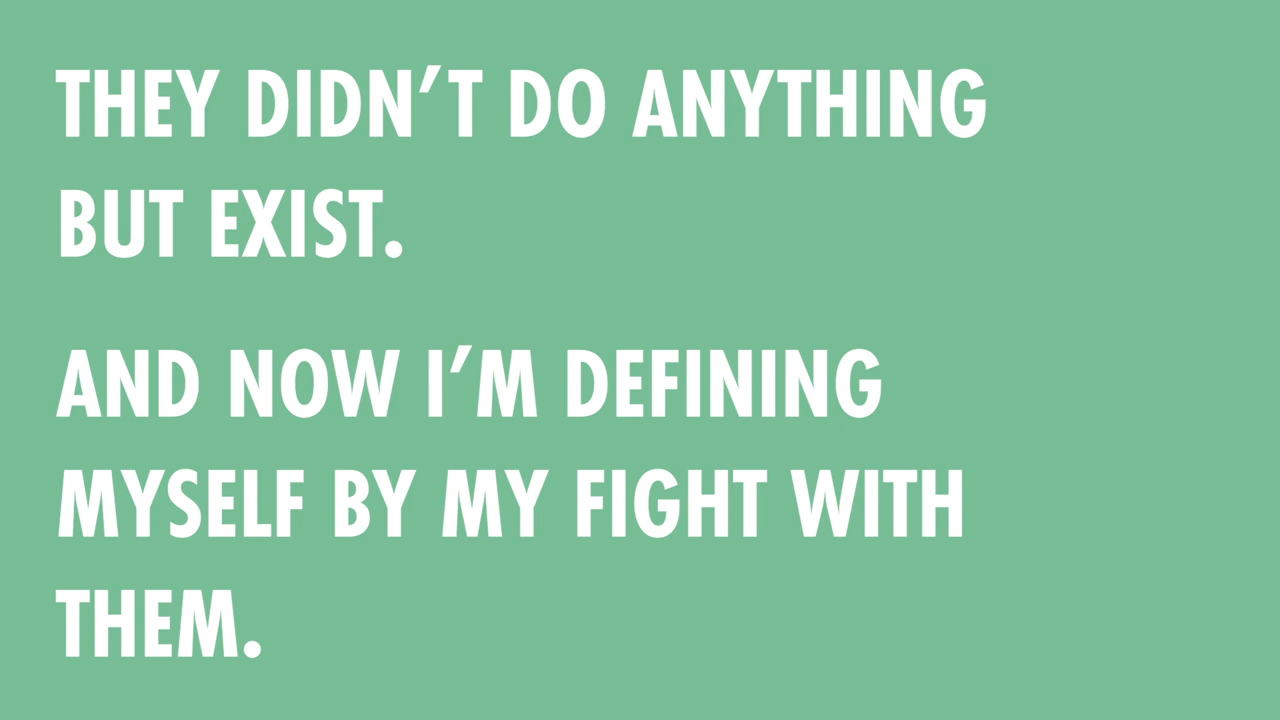 THEY DIDN’T DO ANYTHING
BUT EXIST.
AND NOW I’M DEFINING
MYSELF BY MY FIGHT WITH
THEM.